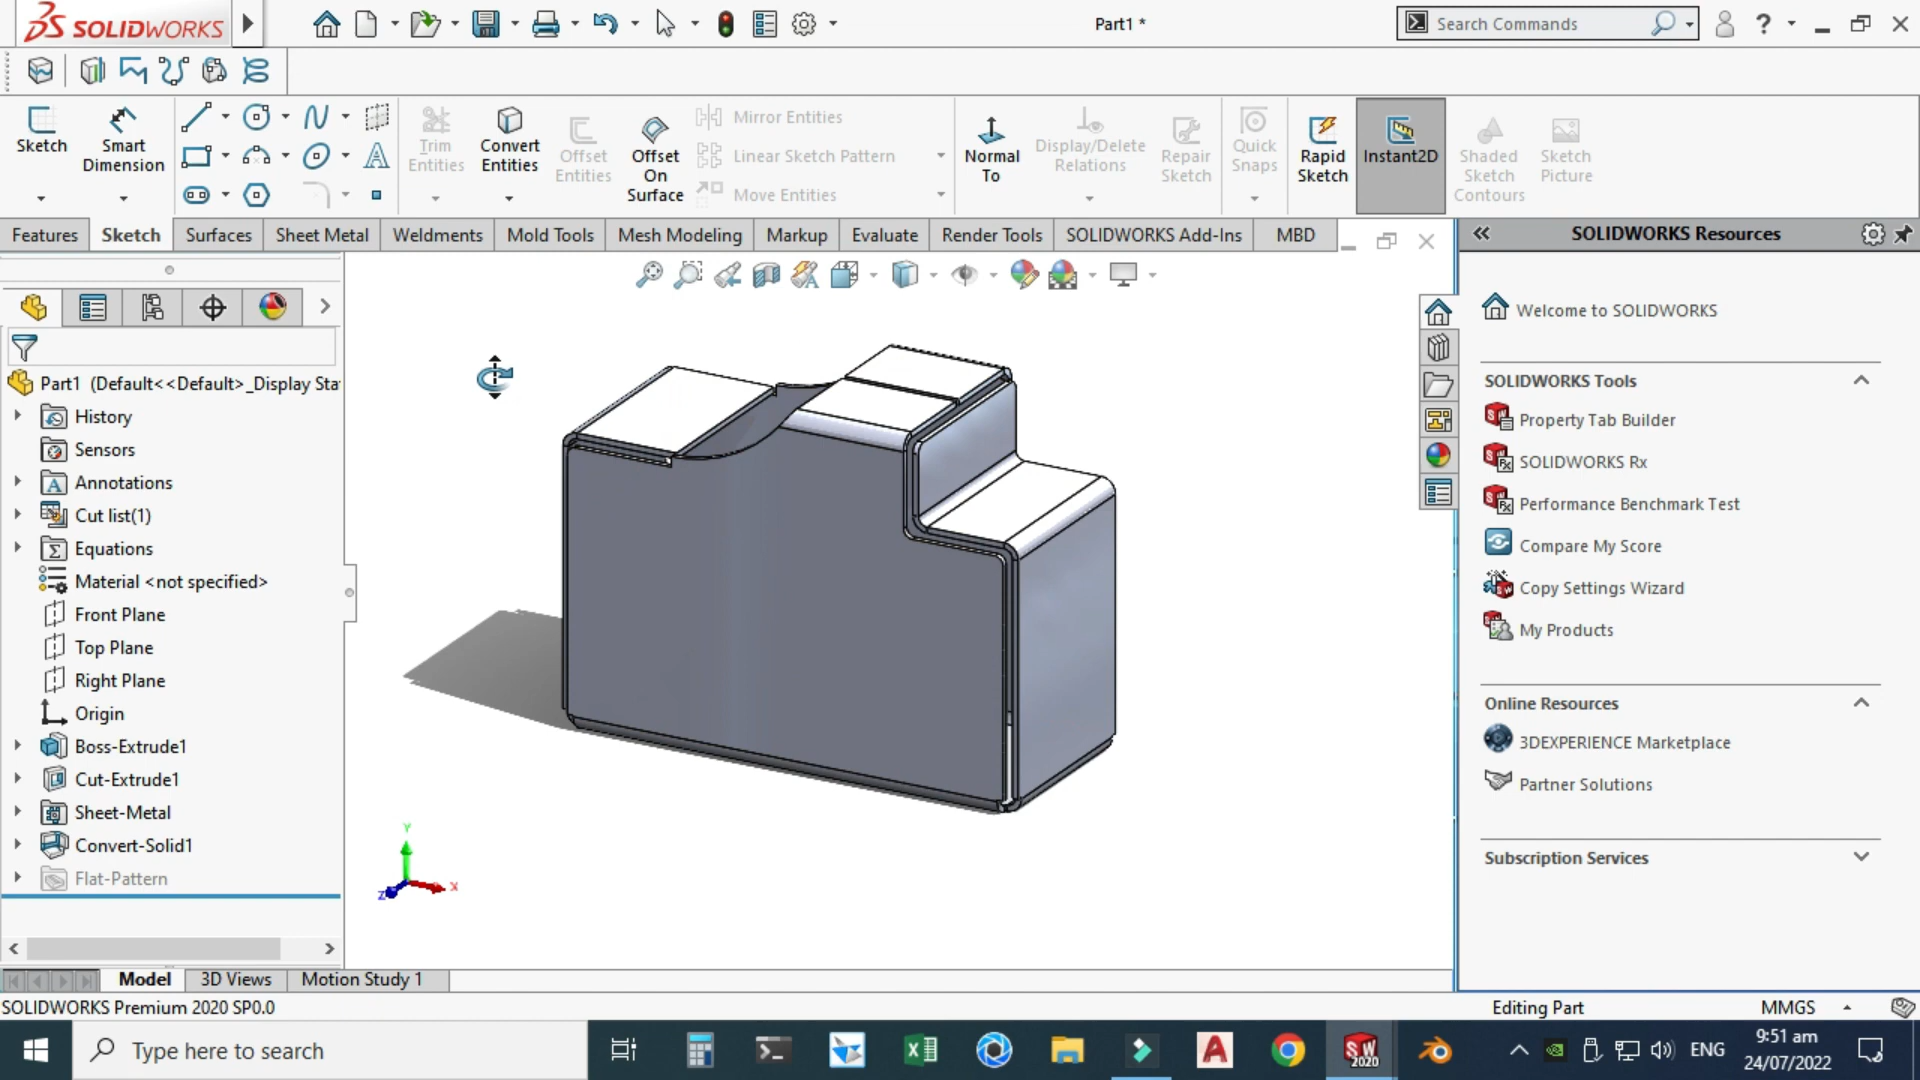 SOLIDWORKS
Part1 *
Search Commands
?
Sketch
Smart Dimension
Trim Entities
Convert Entities
Offset Entities
Offset On Surface
Mirror Entities
Linear Sketch Pattern
Move Entities
Normal To
Display/Delete Relations
Repair Sketch
Quick Snaps
Rapid Sketch
Instant2D
Shaded Sketch Contours
Sketch Picture
Features
Sketch
Surfaces
Sheet Metal
Weldments
Mold Tools
Mesh Modeling
Markup
Evaluate
Render Tools
SOLIDWORKS Add-Ins
MBD
Part1 (Default<<Default>_Display Sta
History
Sensors
Annotations
Cut list(1)
Equations
Material <not specified>
Front Plane
Top Plane
Right Plane
Origin
Boss-Extrude1
Cut-Extrude1
Sheet-Metal
Convert-Solid1
Flat-Pattern
Y
X
Z
SOLIDWORKS Resources
Welcome to SOLIDWORKS
SOLIDWORKS Tools
Property Tab Builder
SOLIDWORKS Rx
Performance Benchmark Test
Compare My Score
Copy Settings Wizard
My Products
Online Resources
3DEXPERIENCE Marketplace
Partner Solutions
Subscription Services
Model
3D Views
Motion Study 1
SOLIDWORKS Premium 2020 SP0.0
Editing Part
MMGS
Type here to search
SW 2020
ENG
9:51 am
24/07/2022